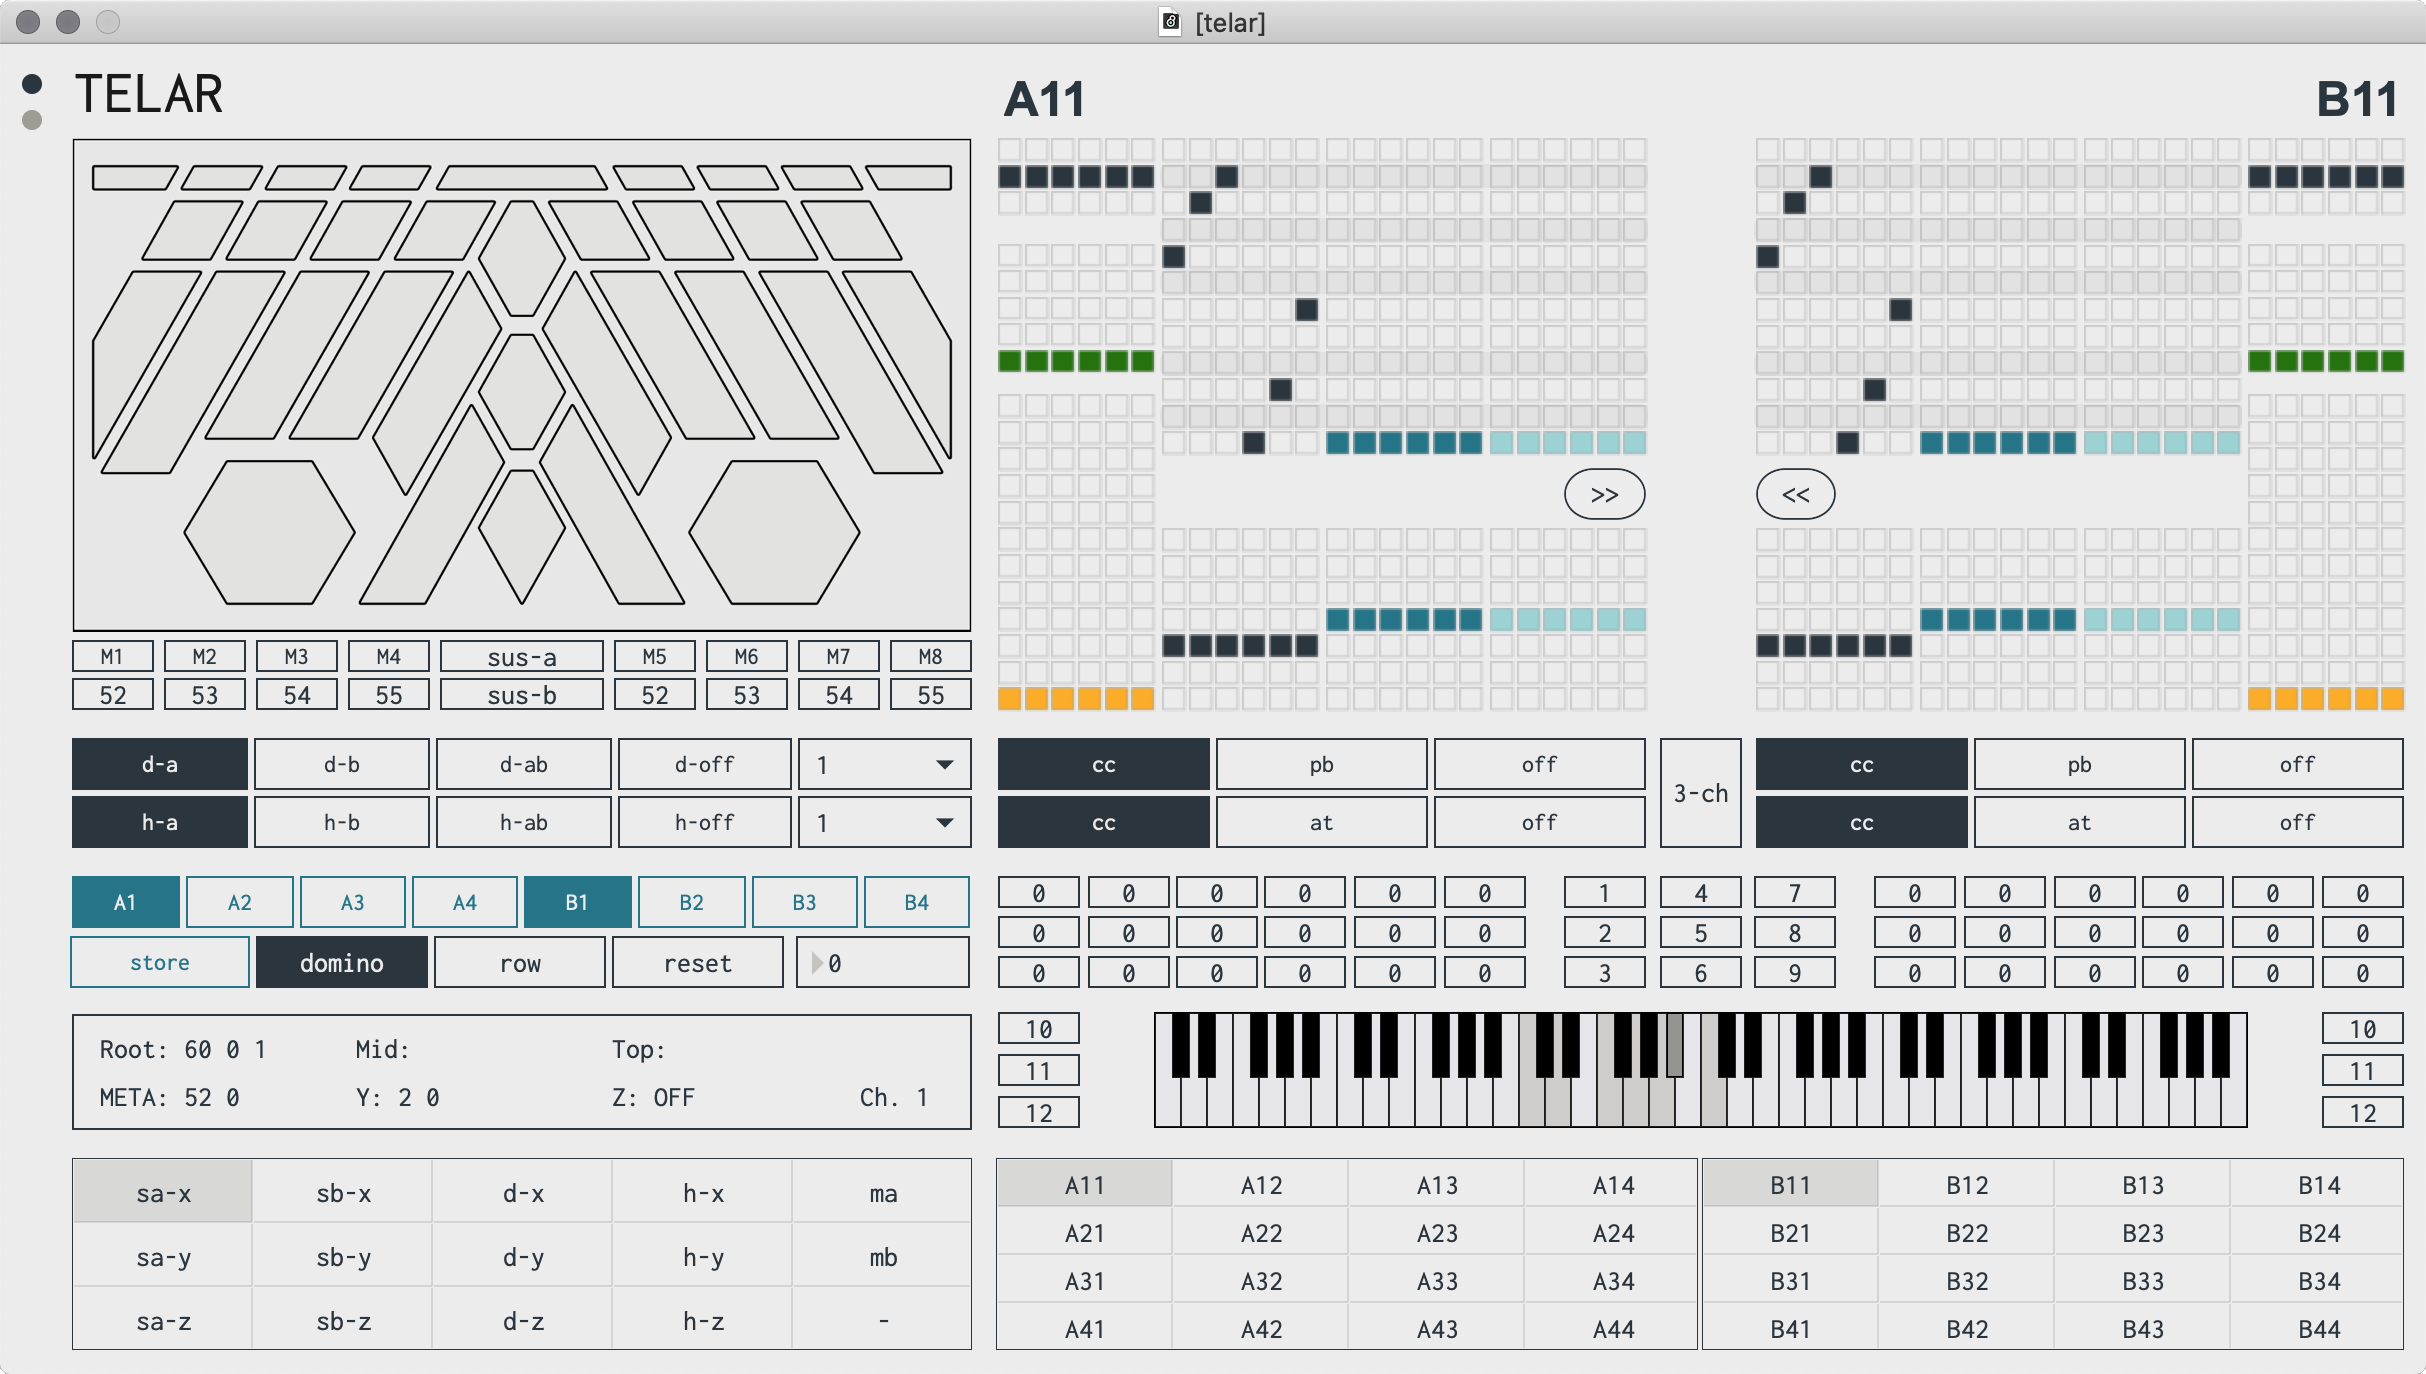 [telar]
TELAR
A11
B11
>>
<<
M1 M2 M3 M4 sus-a M5 M6 M7 M8
52 53 54 55 sus-b 52 53 54 55
d-a d-b d-ab d-off 1
h-a h-b h-ab h-off 1
cc pb off
cc at off
3-ch
cc pb off
cc at off
A1 A2 A3 A4 B1 B2 B3 B4
store domino row reset 0
0 0 0 0 0 0 1 4 7 0 0 0 0 0 0
0 0 0 0 0 0 2 5 8 0 0 0 0 0 0
0 0 0 0 0 0 3 6 9 0 0 0 0 0 0
Root: 60 0 1 Mid: Top:
META: 52 0 Y: 2 0 Z: OFF Ch. 1
10 10
11 11
12 12
sa-x sb-x d-x h-x ma
sa-y sb-y d-y h-y mb
sa-z sb-z d-z h-z -
A11 A12 A13 A14
A21 A22 A23 A24
A31 A32 A33 A34
A41 A42 A43 A44
B11 B12 B13 B14
B21 B22 B23 B24
B31 B32 B33 B34
B41 B42 B43 B44